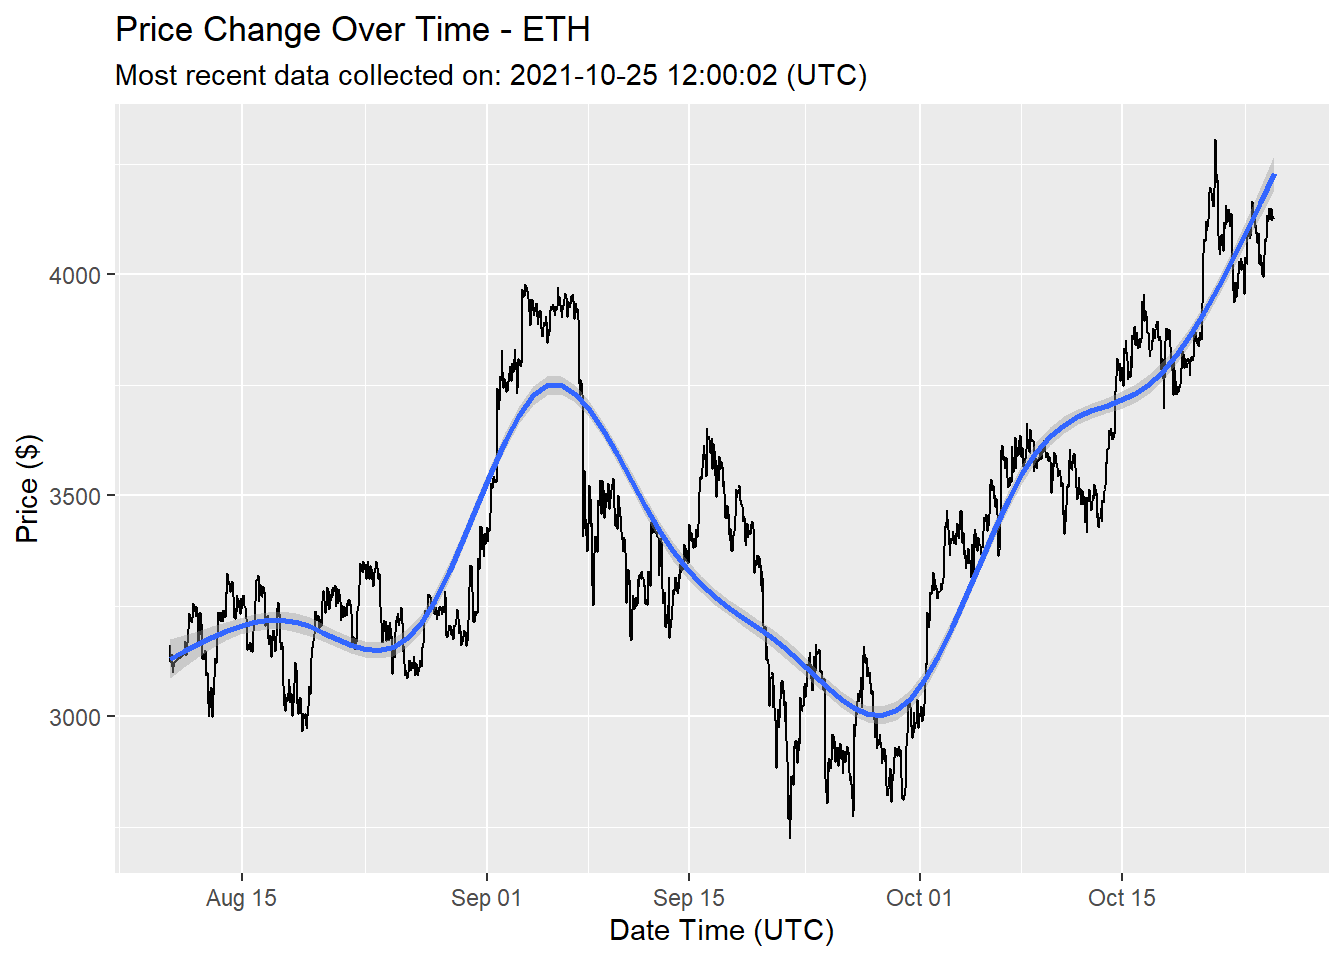 Price Change Over Time - ETH
Most recent data collected on: 2021-10-25 12:00:02 (UTC)
Price ($)
4000
3500
3000
Aug 15 Sep 01 Sep 15 Oct 01 Oct 15
Date Time (UTC)